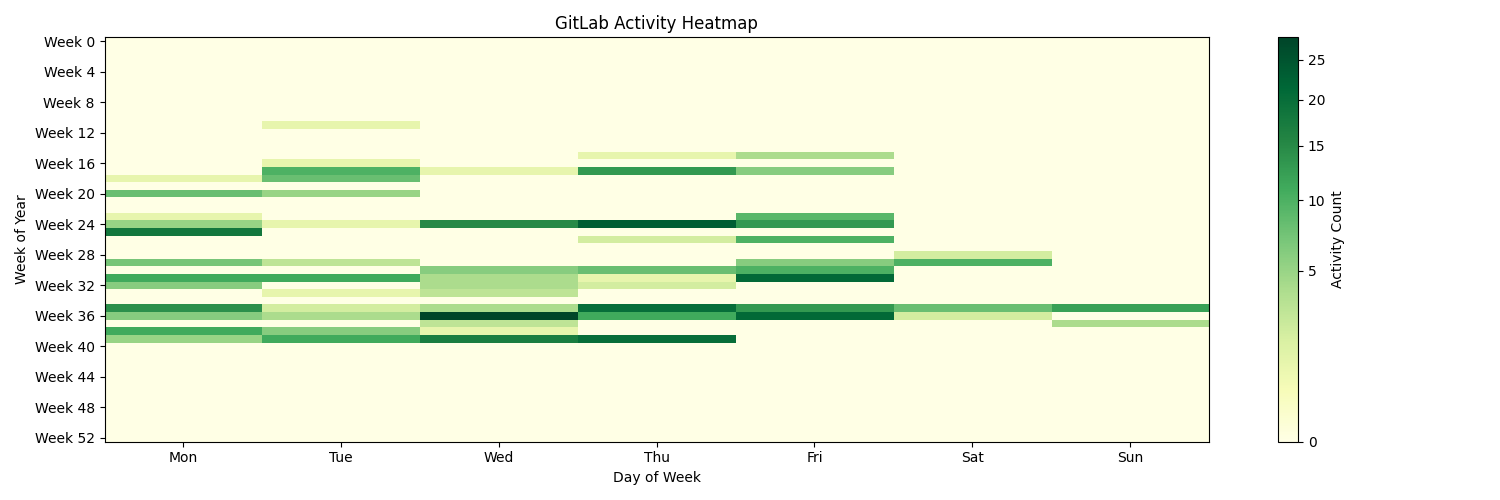 GitLab Activity Heatmap
Week of Year
Week 0
Week 4
Week 8
Week 12
Week 16
Week 20
Week 24
Week 28
Week 32
Week 36
Week 40
Week 44
Week 48
Week 52
Mon Tue Wed Thu Fri Sat Sun
Day of Week
25
20
15
10
5
0
Activity Count